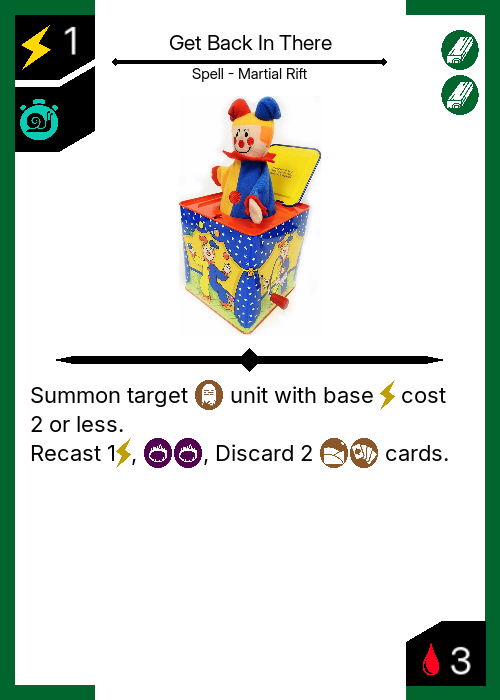 1
Get Back In There
Spell - Martial Rift
Summon target unit with base cost
2 or less.
Recast 1, , Discard 2 cards.
3